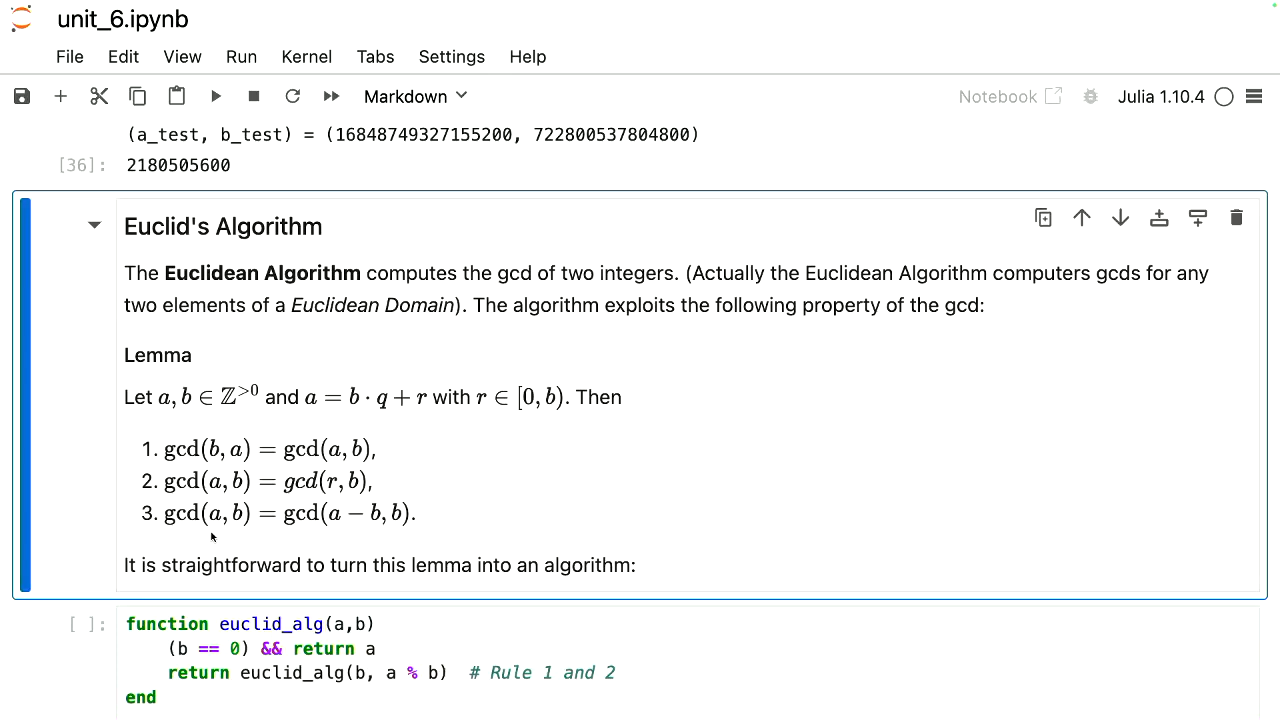 unit_6.ipynb
File Edit View Run Kernel Tabs Settings Help
Markdown Notebook Julia 1.10.4
(a_test, b_test) = (16848749327155200, 722800537804800)
[36]: 2180505600
Euclid's Algorithm
The Euclidean Algorithm computes the gcd of two integers. (Actually the Euclidean Algorithm computers gcds for any
two elements of a Euclidean Domain). The algorithm exploits the following property of the gcd:
Lemma
Let a, b ∈ ℤ^{>0} and a = b · q + r with r ∈ [0, b). Then
1. gcd(b, a) = gcd(a, b),
2. gcd(a, b) = gcd(r, b),
3. gcd(a, b) = gcd(a − b, b).
It is straightforward to turn this lemma into an algorithm:
[ ]: function euclid_alg(a,b)
(b == 0) && return a
return euclid_alg(b, a % b) # Rule 1 and 2
end